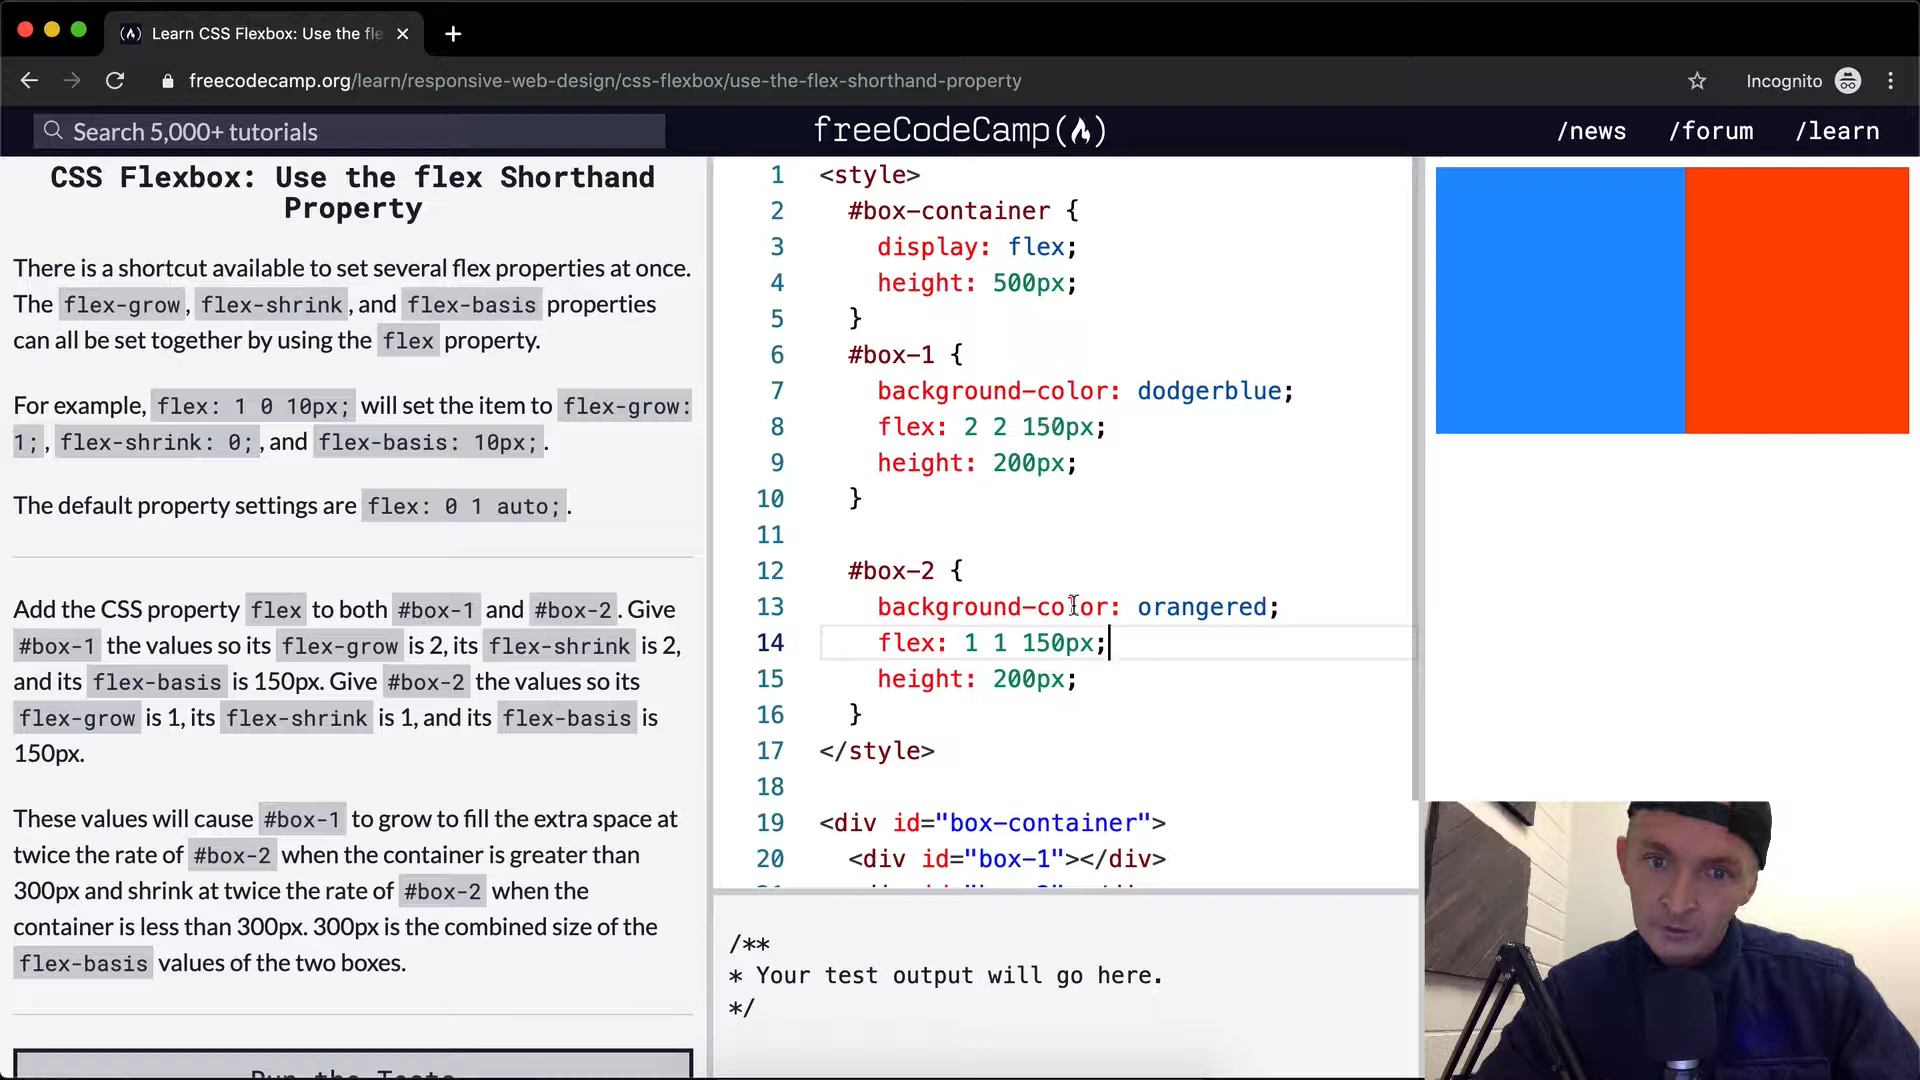 Learn CSS Flexbox: Use the fle
freecodecamp.org/learn/responsive-web-design/css-flexbox/use-the-flex-shorthand-property
Incognito
Search 5,000+ tutorials
freeCodeCamp
/news
/forum
/learn
CSS Flexbox: Use the flex Shorthand
Property
There is a shortcut available to set several flex properties at once.
The flex-grow, flex-shrink, and flex-basis properties
can all be set together by using the flex property.
For example, flex: 1 0 10px; will set the item to flex-grow:
1;, flex-shrink: 0;, and flex-basis: 10px;.
The default property settings are flex: 0 1 auto;.
Add the CSS property flex to both #box-1 and #box-2. Give
#box-1 the values so its flex-grow is 2, its flex-shrink is 2,
and its flex-basis is 150px. Give #box-2 the values so its
flex-grow is 1, its flex-shrink is 1, and its flex-basis is
150px.
These values will cause #box-1 to grow to fill the extra space at
twice the rate of #box-2 when the container is greater than
300px and shrink at twice the rate of #box-2 when the
container is less than 300px. 300px is the combined size of the
flex-basis values of the two boxes.
Run the Tests
1 <style>
2 #box-container {
3 display: flex;
4 height: 500px;
5 }
6 #box-1 {
7 background-color: dodgerblue;
8 flex: 2 2 150px;
9 height: 200px;
10 }
11
12 #box-2 {
13 background-color: orangered;
14 flex: 1 1 150px;
15 height: 200px;
16 }
17 </style>
18
19 <div id="box-container">
20 <div id="box-1"></div>
/**
* Your test output will go here.
*/